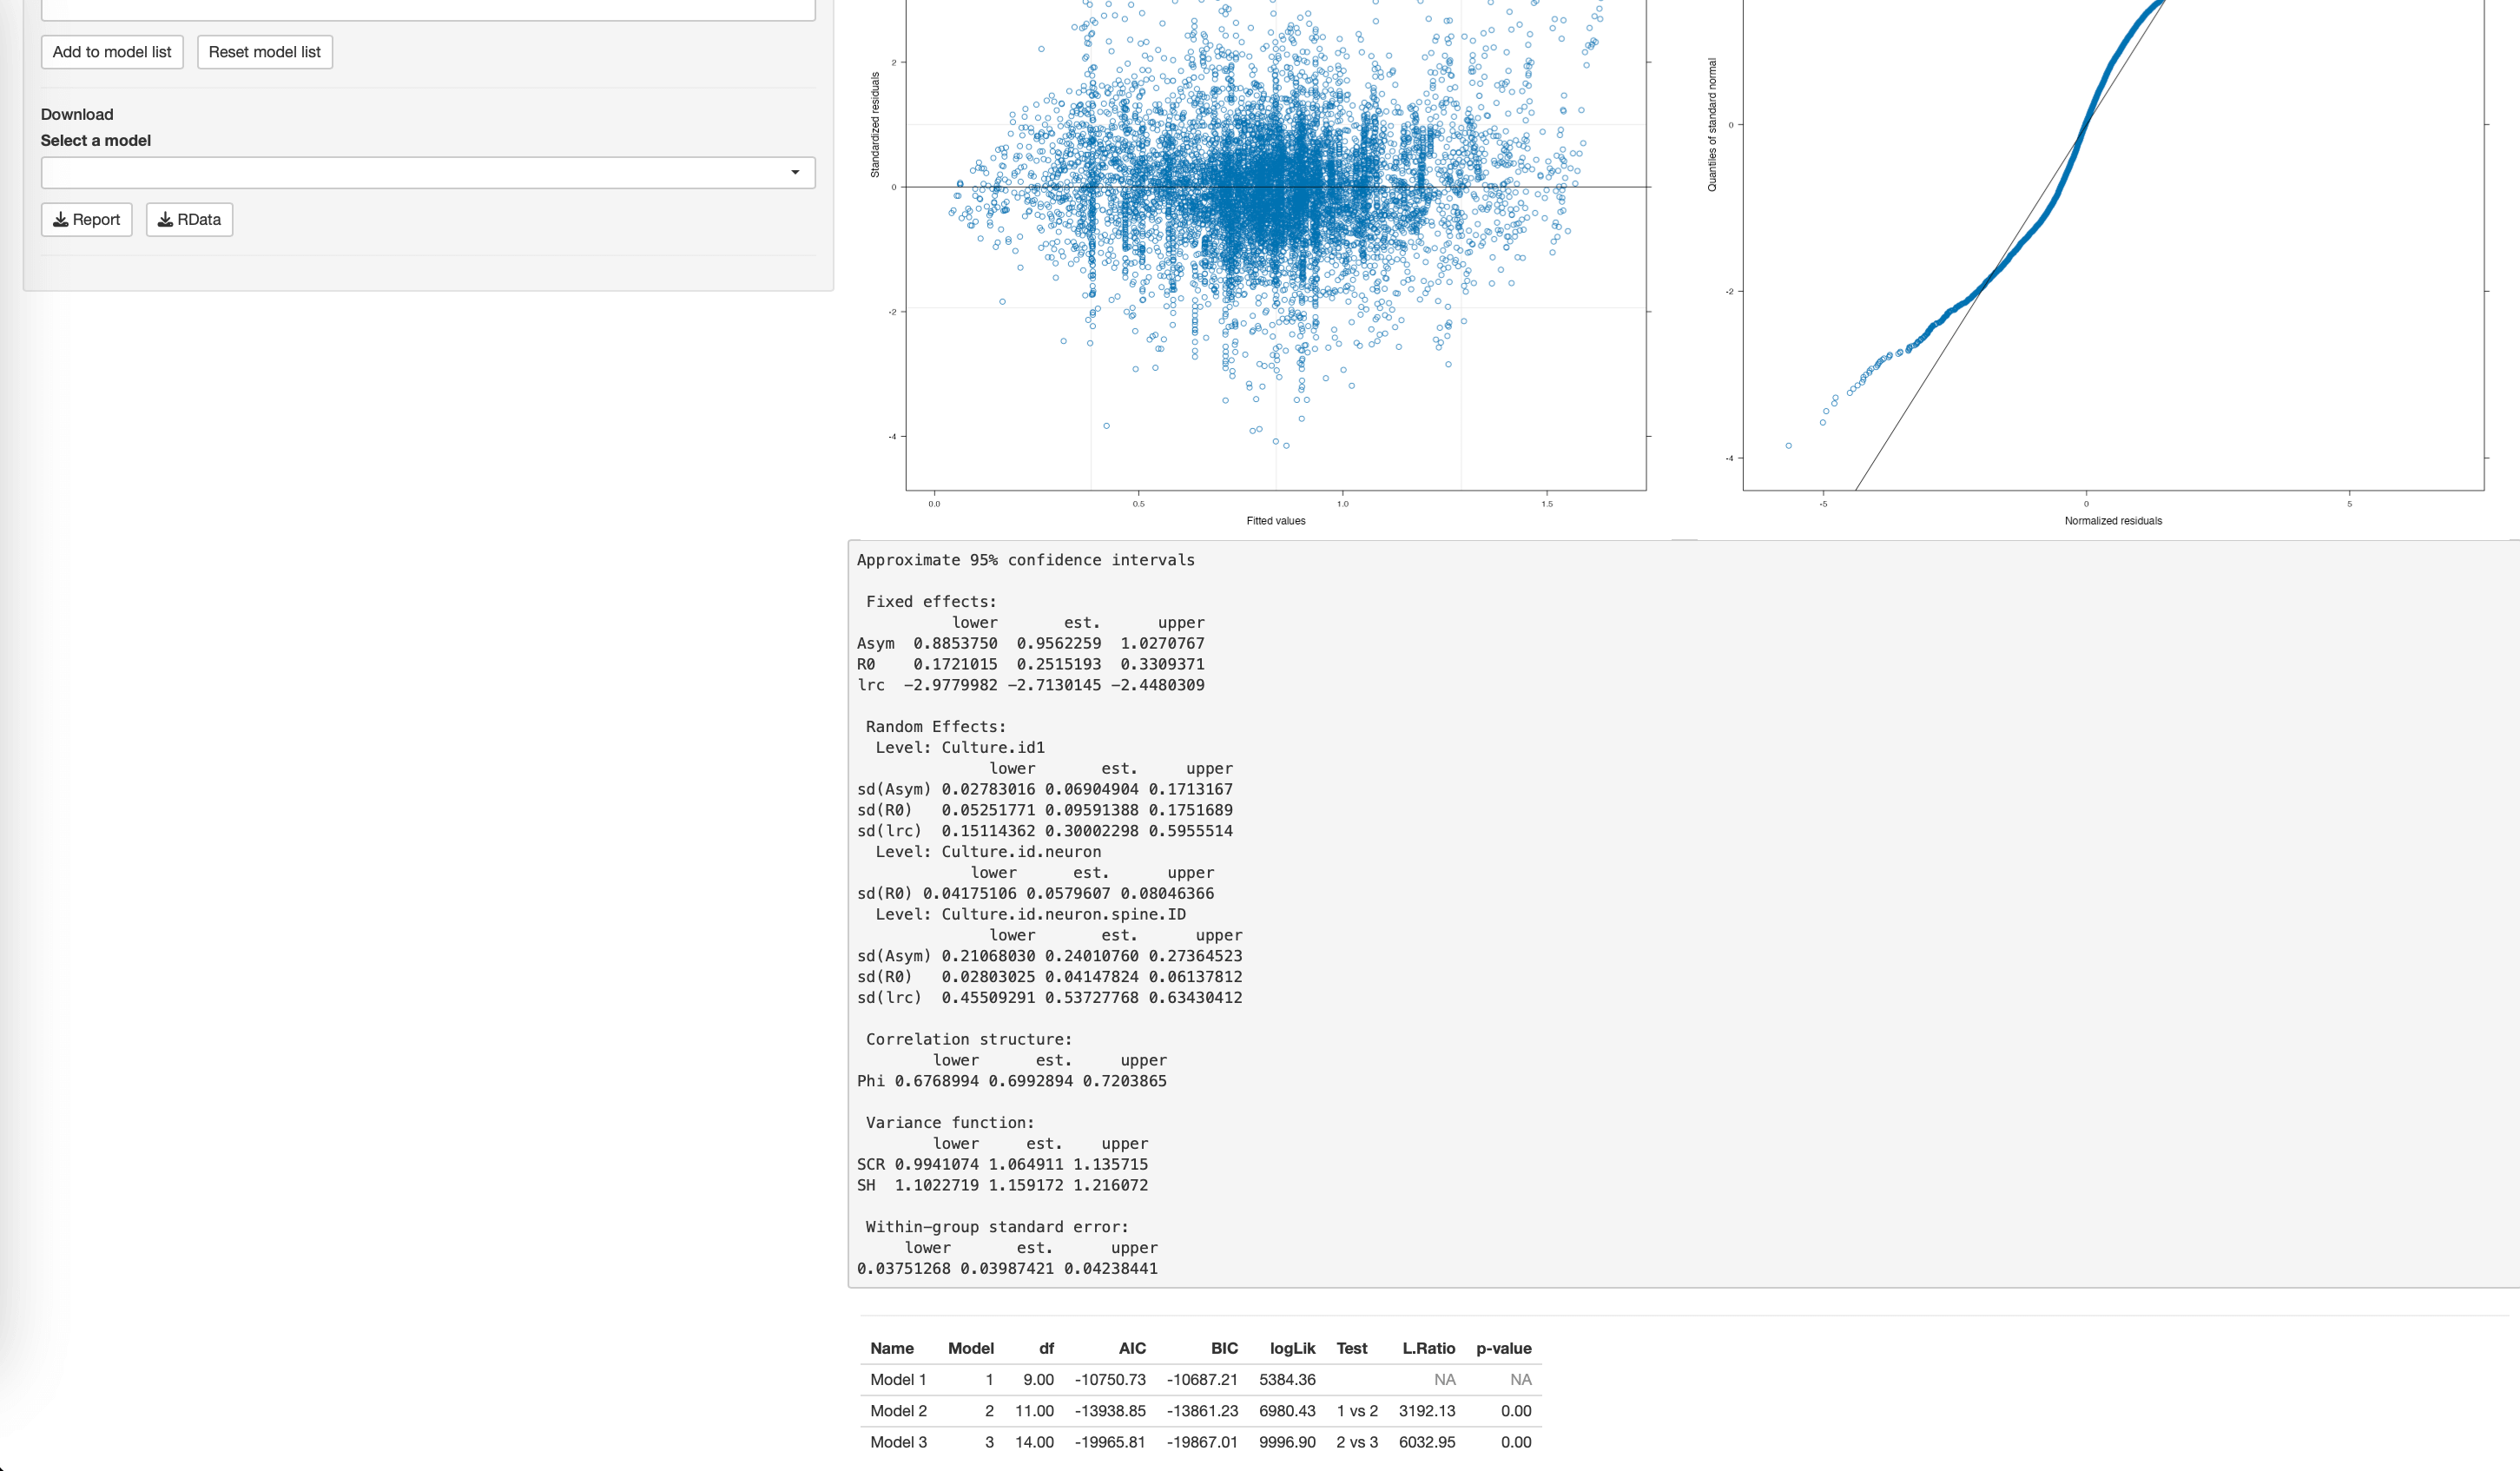 Add to model list Reset model list
Download
Select a model
Report RData
Standardized residuals
2
0
-2
-4
0.0 0.5 1.0 1.5
Fitted values
Quantiles of standard normal
0
-2
-4
-5 0 5
Normalized residuals
Approximate 95% confidence intervals
Fixed effects:
lower est. upper
Asym 0.8853750 0.9562259 1.0270767
R0 0.1721015 0.2515193 0.3309371
lrc -2.9779982 -2.7130145 -2.4480309
Random Effects:
Level: Culture.id1
lower est. upper
sd(Asym) 0.02783016 0.06904904 0.1713167
sd(R0) 0.05251771 0.09591388 0.1751689
sd(lrc) 0.15114362 0.30002298 0.5955514
Level: Culture.id.neuron
lower est. upper
sd(R0) 0.04175106 0.0579607 0.08046366
Level: Culture.id.neuron.spine.ID
lower est. upper
sd(Asym) 0.21068030 0.24010760 0.27364523
sd(R0) 0.02803025 0.04147824 0.06137812
sd(lrc) 0.45509291 0.53727768 0.63430412
Correlation structure:
lower est. upper
Phi 0.6768994 0.6992894 0.7203865
Variance function:
lower est. upper
SCR 0.9941074 1.064911 1.135715
SH 1.1022719 1.159172 1.216072
Within-group standard error:
lower est. upper
0.03751268 0.03987421 0.04238441
Name Model df AIC BIC logLik Test L.Ratio p-value
Model 1 1 9.00 -10750.73 -10687.21 5384.36 NA NA
Model 2 2 11.00 -13938.85 -13861.23 6980.43 1 vs 2 3192.13 0.00
Model 3 3 14.00 -19965.81 -19867.01 9996.90 2 vs 3 6032.95 0.00